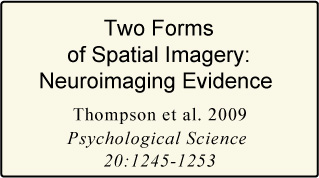 Two Forms
of Spatial Imagery:
Neuroimaging Evidence
Thompson et al. 2009
Psychological Science
20:1245-1253